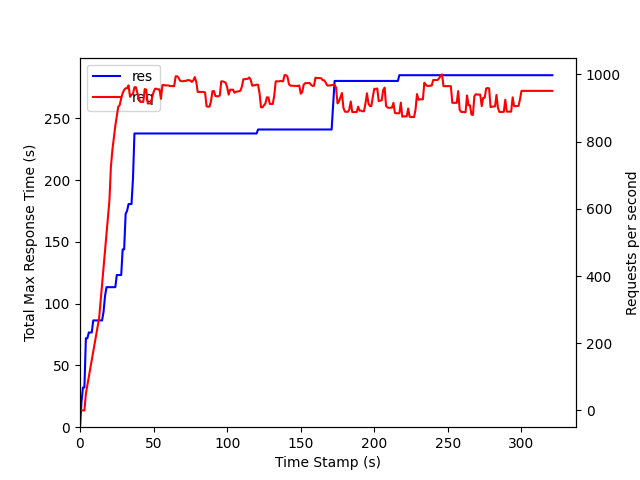 res
req
Total Max Response Time (s)
0
50
100
150
200
250
Requests per second
0
200
400
600
800
1000
0 50 100 150 200 250 300
Time Stamp (s)